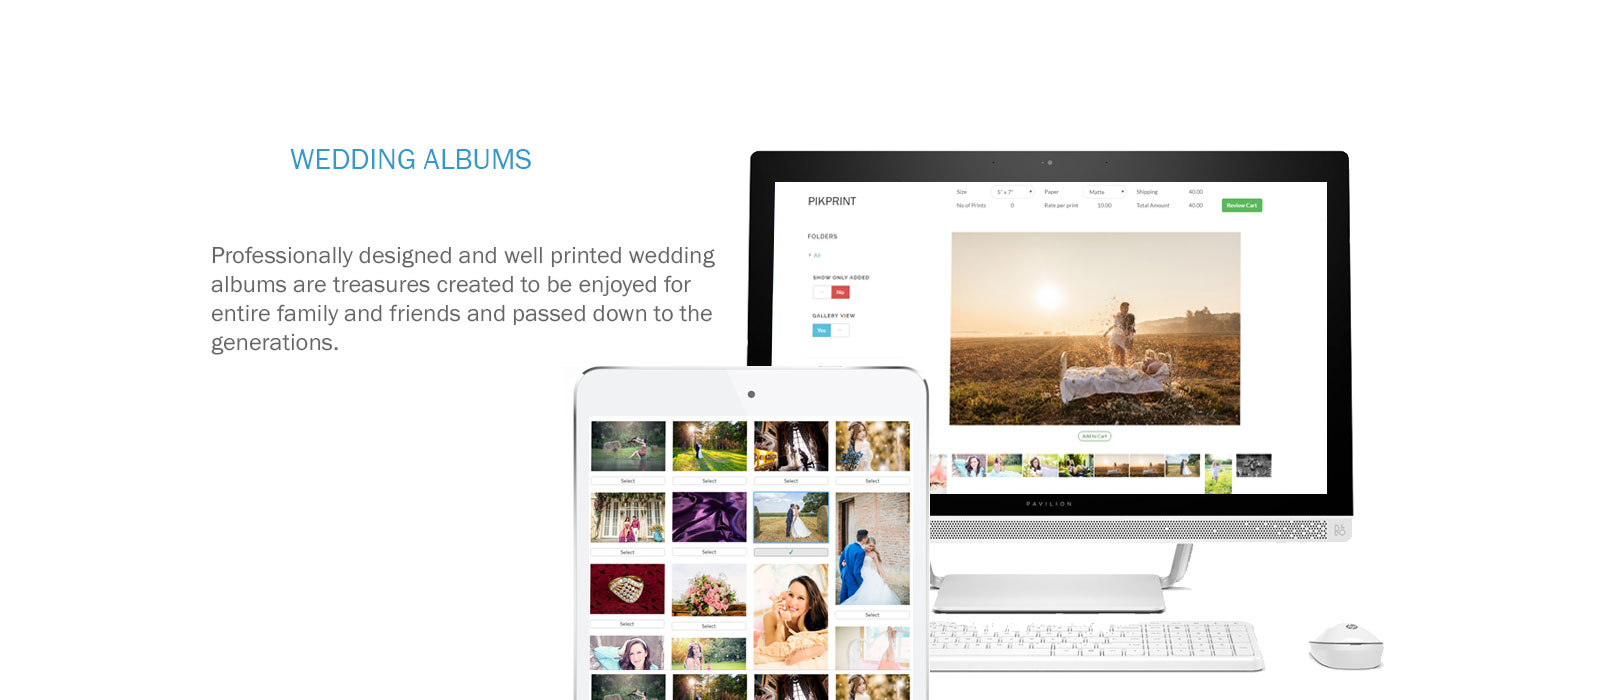 WEDDING ALBUMS
Professionally designed and well printed wedding
albums are treasures created to be enjoyed for
entire family and friends and passed down to the
generations.
PIKPRINT
Size 5" x 7" Paper Matte Shipping 40.00
No of Prints 0 Rate per print 10.00 Total Amount 40.00 Review Cart
FOLDERS
All
SHOW ONLY ADDED
No
GALLERY VIEW
Yes
Add to Cart
PAVILION
Select Select Select Select
Select Select
Select
Select Select